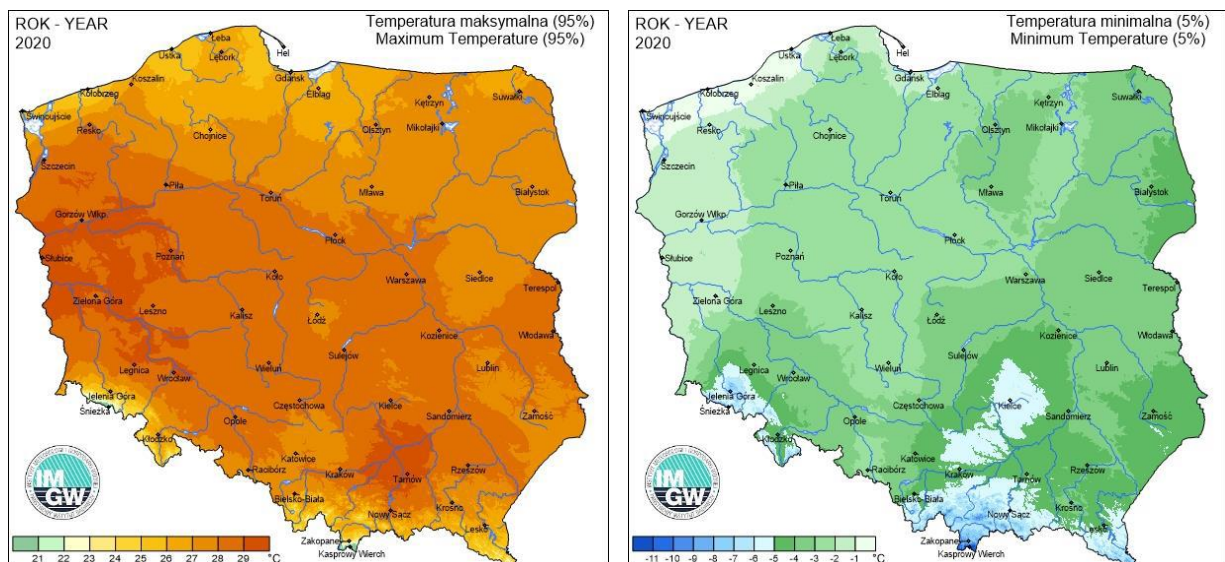 ROK - YEAR
2020
Temperatura maksymalna (95%)
Maximum Temperature (95%)
Łeba
Ustka
Lębork
Hel
Koszalin
Gdańsk
Kołobrzeg
Elbląg
Kętrzyn
Suwałki
Świnoujście
Resko
Chojnice
Olsztyn
Mikołajki
Szczecin
Piła
Toruń
Mława
Białystok
Gorzów Wlkp
Płock
Słubice
Poznań
Koło
Warszawa
Siedlce
Terespol
Zielona Góra
Leszno
Kalisz
Łódź
Kozienice
Włodawa
Sulejów
Legnica
Wrocław
Wieluń
Lublin
Jelenia Góra
Śnieżka
Częstochowa
Kielce
Sandomierz
Zamość
Opole
Kłodzko
Katowice
Racibórz
Kraków
Tarnów
Rzeszów
Bielsko-Biała
Nowy Sącz
Krosno
Lesko
Zakopane
Kasprowy Wierch
IM
GW
21 22 23 24 25 26 27 28 29 °C
ROK - YEAR
2020
Temperatura minimalna (5%)
Minimum Temperature (5%)
Łeba
Ustka
Lębork
Hel
Koszalin
Gdańsk
Kołobrzeg
Elbląg
Kętrzyn
Suwałki
Świnoujście
Resko
Chojnice
Olsztyn
Mikołajki
Szczecin
Piła
Toruń
Mława
Białystok
Gorzów Wlkp
Płock
Słubice
Poznań
Koło
Warszawa
Siedlce
Terespol
Zielona Góra
Leszno
Kalisz
Łódź
Kozienice
Włodawa
Sulejów
Legnica
Wrocław
Wieluń
Lublin
Jelenia Góra
Śnieżka
Częstochowa
Kielce
Sandomierz
Zamość
Opole
Kłodzko
Katowice
Racibórz
Kraków
Tarnów
Rzeszów
Bielsko-Biała
Nowy Sącz
Krosno
Lesko
Zakopane
Kasprowy Wierch
IM
GW
-11 -10 -9 -8 -7 -6 -5 -4 -3 -2 -1 °C